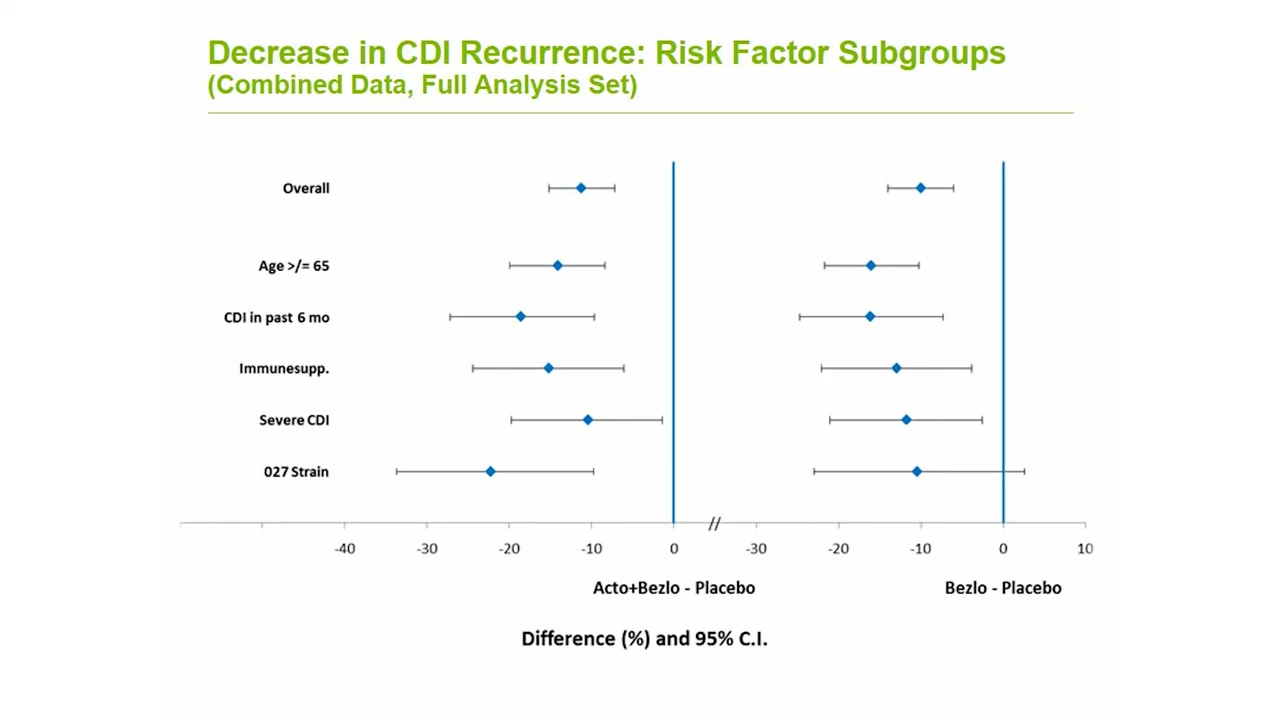 Decrease in CDI Recurrence: Risk Factor Subgroups
(Combined Data, Full Analysis Set)
Overall
Age >/= 65
CDI in past 6 mo
Immunesupp.
Severe CDI
027 Strain
-40 -30 -20 -10 0 // -30 -20 -10 0 10
Acto+Bezlo - Placebo Bezlo - Placebo
Difference (%) and 95% C.I.